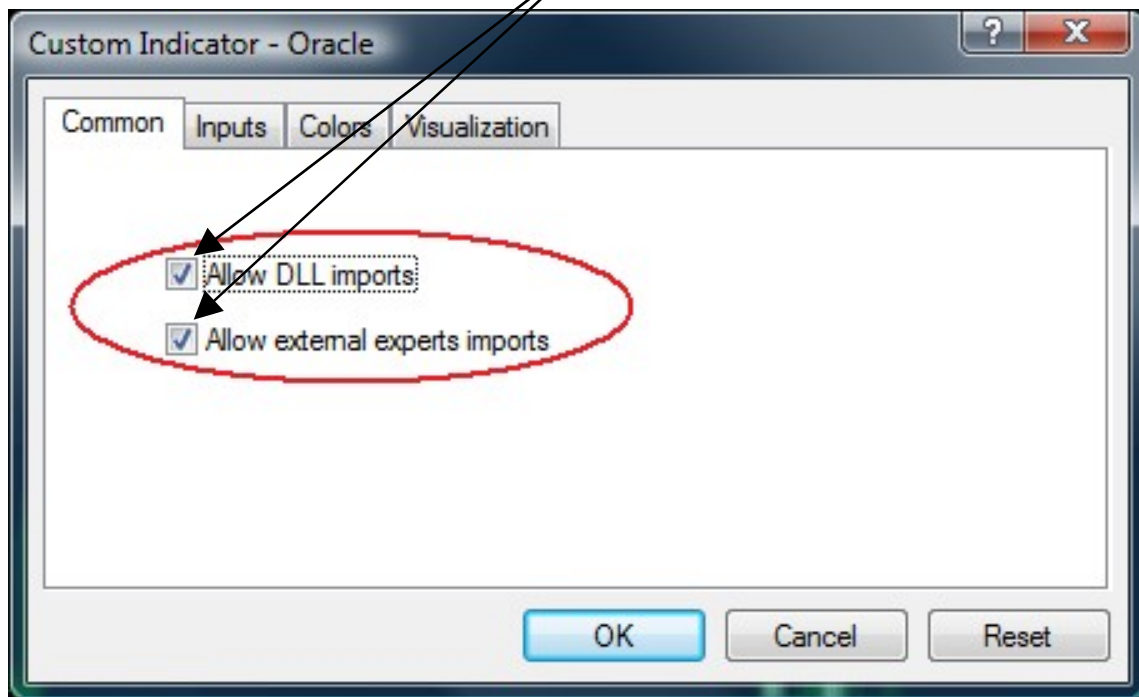 Custom Indicator - Oracle
? X
Common Inputs Colors Visualization
Allow DLL imports
Allow external experts imports
OK Cancel Reset